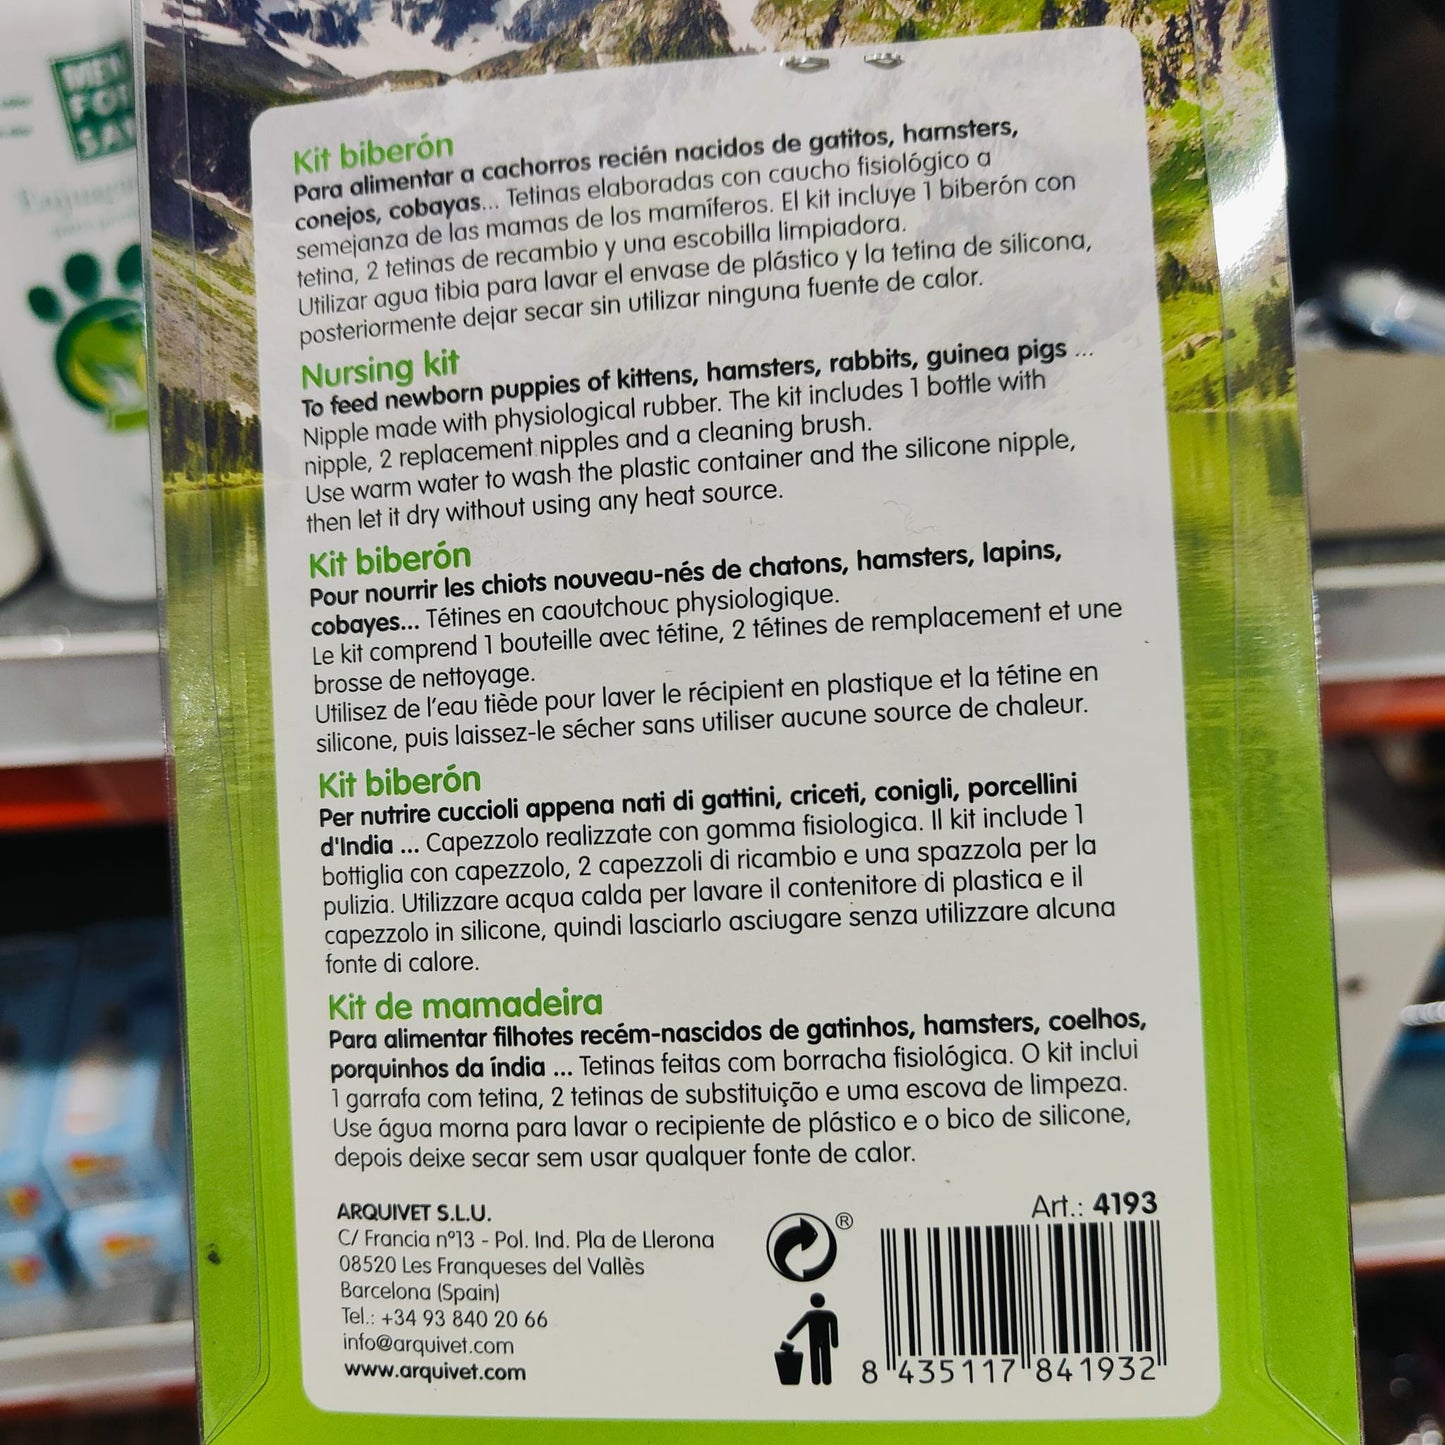 MEN
FOR
SAN
Kit biberón
Para alimentar a cachorros recién nacidos de gatitos, hamsters,
conejos, cobayas... Tetinas elaboradas con caucho fisiológico a
semejanza de las mamas de los mamíferos. El kit incluye 1 biberón con
tetina, 2 tetinas de recambio y una escobilla limpiadora.
Utilizar agua tibia para lavar el envase de plástico y la tetina de silicona,
posteriormente dejar secar sin utilizar ninguna fuente de calor.
Nursing kit
To feed newborn puppies of kittens, hamsters, rabbits, guinea pigs ...
Nipple made with physiological rubber. The kit includes 1 bottle with
nipple, 2 replacement nipples and a cleaning brush.
Use warm water to wash the plastic container and the silicone nipple,
then let it dry without using any heat source.
Kit biberón
Pour nourrir les chiots nouveau-nés de chatons, hamsters, lapins,
cobayes... Tétines en caoutchouc physiologique.
Le kit comprend 1 bouteille avec tétine, 2 tétines de remplacement et une
brosse de nettoyage.
Utilisez de l'eau tiède pour laver le récipient en plastique et la tétine en
silicone, puis laissez-le sécher sans utiliser aucune source de chaleur.
Kit biberón
Per nutrire cuccioli appena nati di gattini, criceti, conigli, porcellini
d'India ... Capezzolo realizzate con gomma fisiologica. Il kit include 1
bottiglia con capezzolo, 2 capezzoli di ricambio e una spazzola per la
pulizia. Utilizzare acqua calda per lavare il contenitore di plastica e il
capezzolo in silicone, quindi lasciarlo asciugare senza utilizzare alcuna
fonte di calore.
Kit de mamadeira
Para alimentar filhotes recém-nascidos de gatinhos, hamsters, coelhos,
porquinhos da índia ... Tetinas feitas com borracha fisiológica. O kit inclui
1 garrafa com tetina, 2 tetinas de substituição e uma escova de limpeza.
Use água morna para lavar o recipiente de plástico e o bico de silicone,
depois deixe secar sem usar qualquer fonte de calor.
ARQUIVET S.L.U.
C/ Francia nº13 - Pol. Ind. Pla de Llerona
08520 Les Franqueses del Vallès
Barcelona (Spain)
Tel.: +34 93 840 20 66
info@arquivet.com
www.arquivet.com
®
Art.: 4193
8 435117 841932